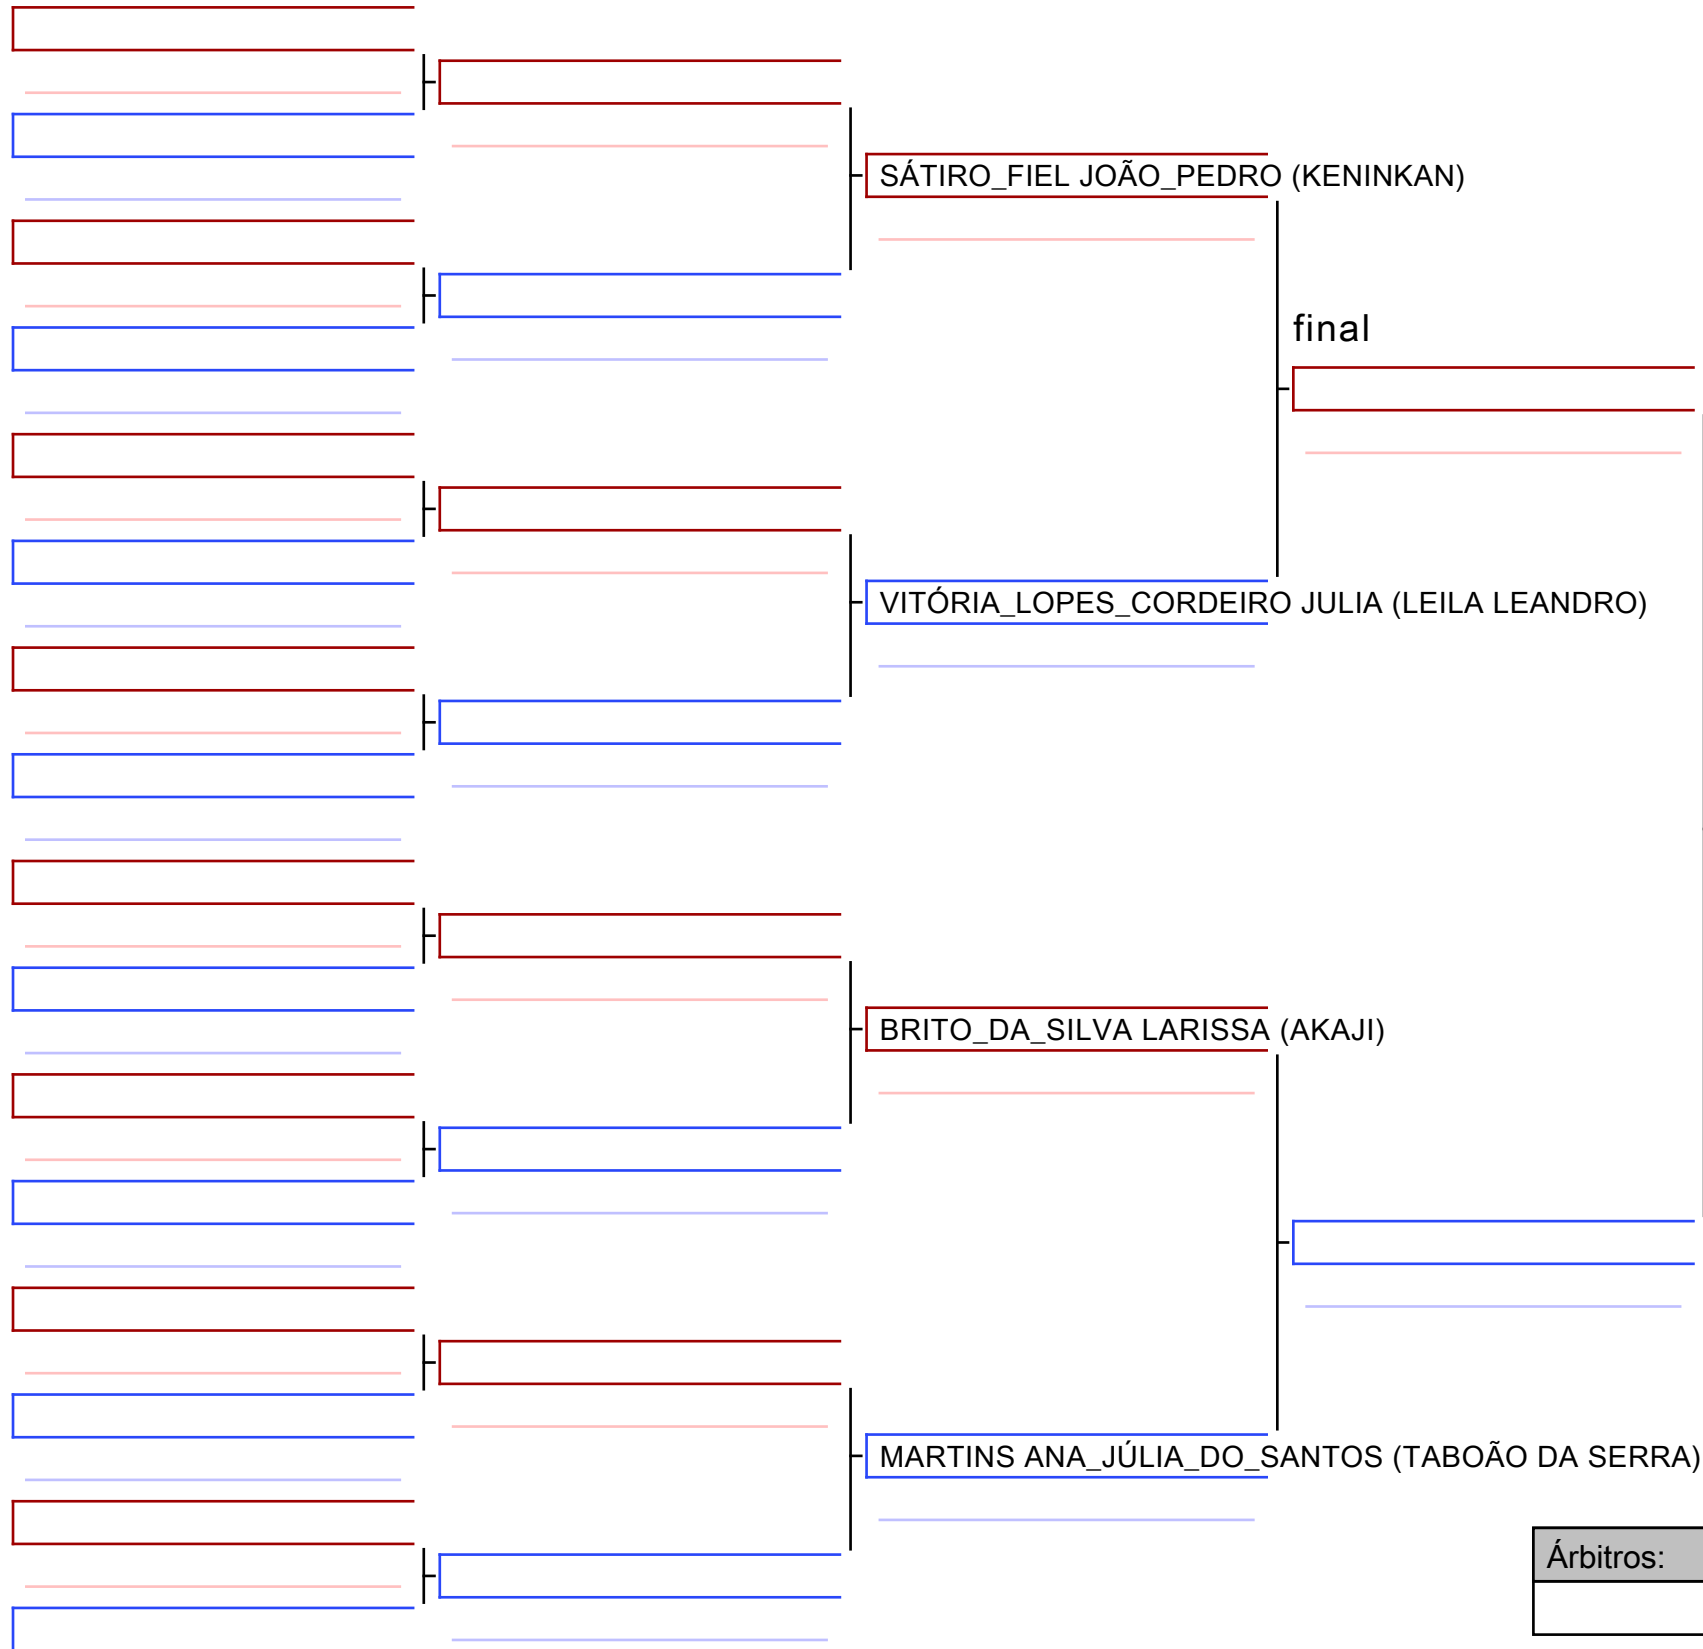 SÁTIRO_FIEL JOÃO_PEDRO (KENINKAN)
final
VITÓRIA_LOPES_CORDEIRO JULIA (LEILA LEANDRO)
BRITO_DA_SILVA LARISSA (AKAJI)
MARTINS ANA_JÚLIA_DO_SANTOS (TABOÃO DA SERRA)
Árbitros: